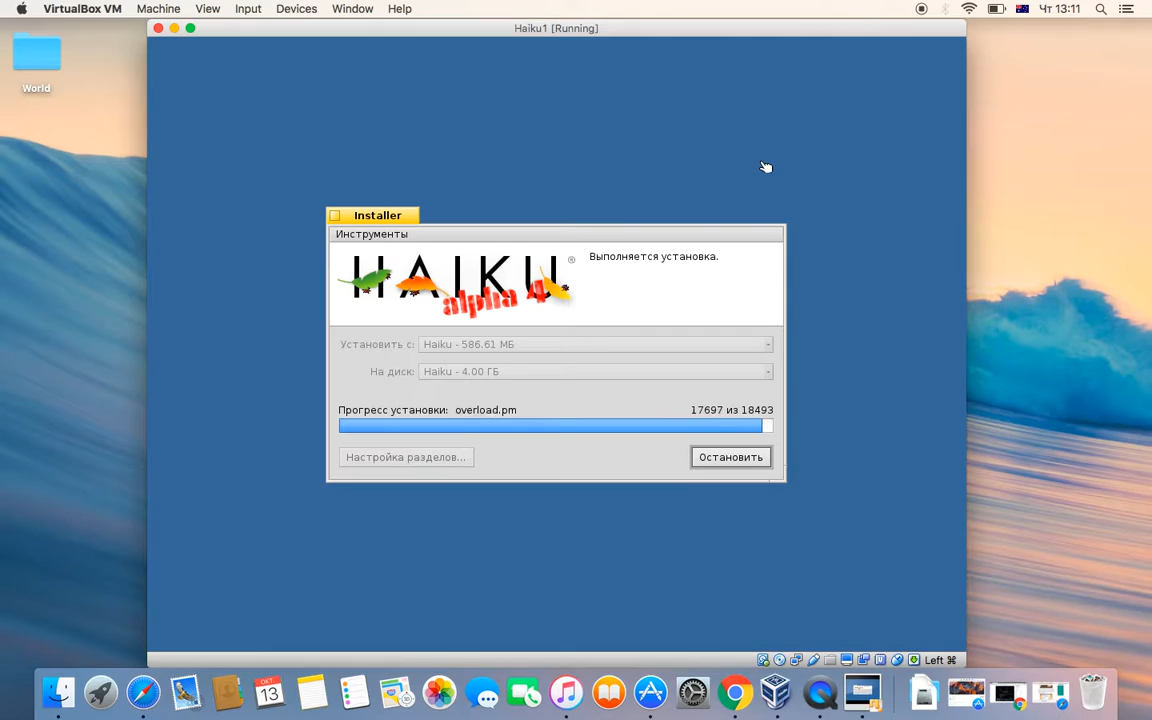 VirtualBox VM Machine View Input Devices Window Help Чт 13:11
Haiku1 [Running]
World
Installer
Инструменты
HAIKU ®
alpha 4
Выполняется установка.
Установить с: Haiku - 586.61 МБ
На диск: Haiku - 4.00 ГБ
Прогресс установки: overload.pm 17697 из 18493
Настройка разделов... Остановить
Left ⌘
ОКТ
13